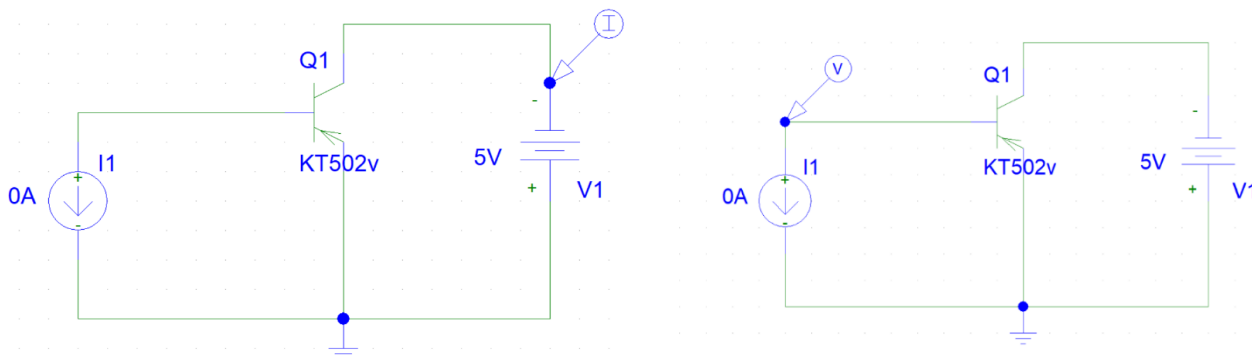 I
Q1
-
I1
+
0A
-
KT502v
5V
+
V1
V
Q1
-
I1
+
0A
-
KT502v
5V
+
V1